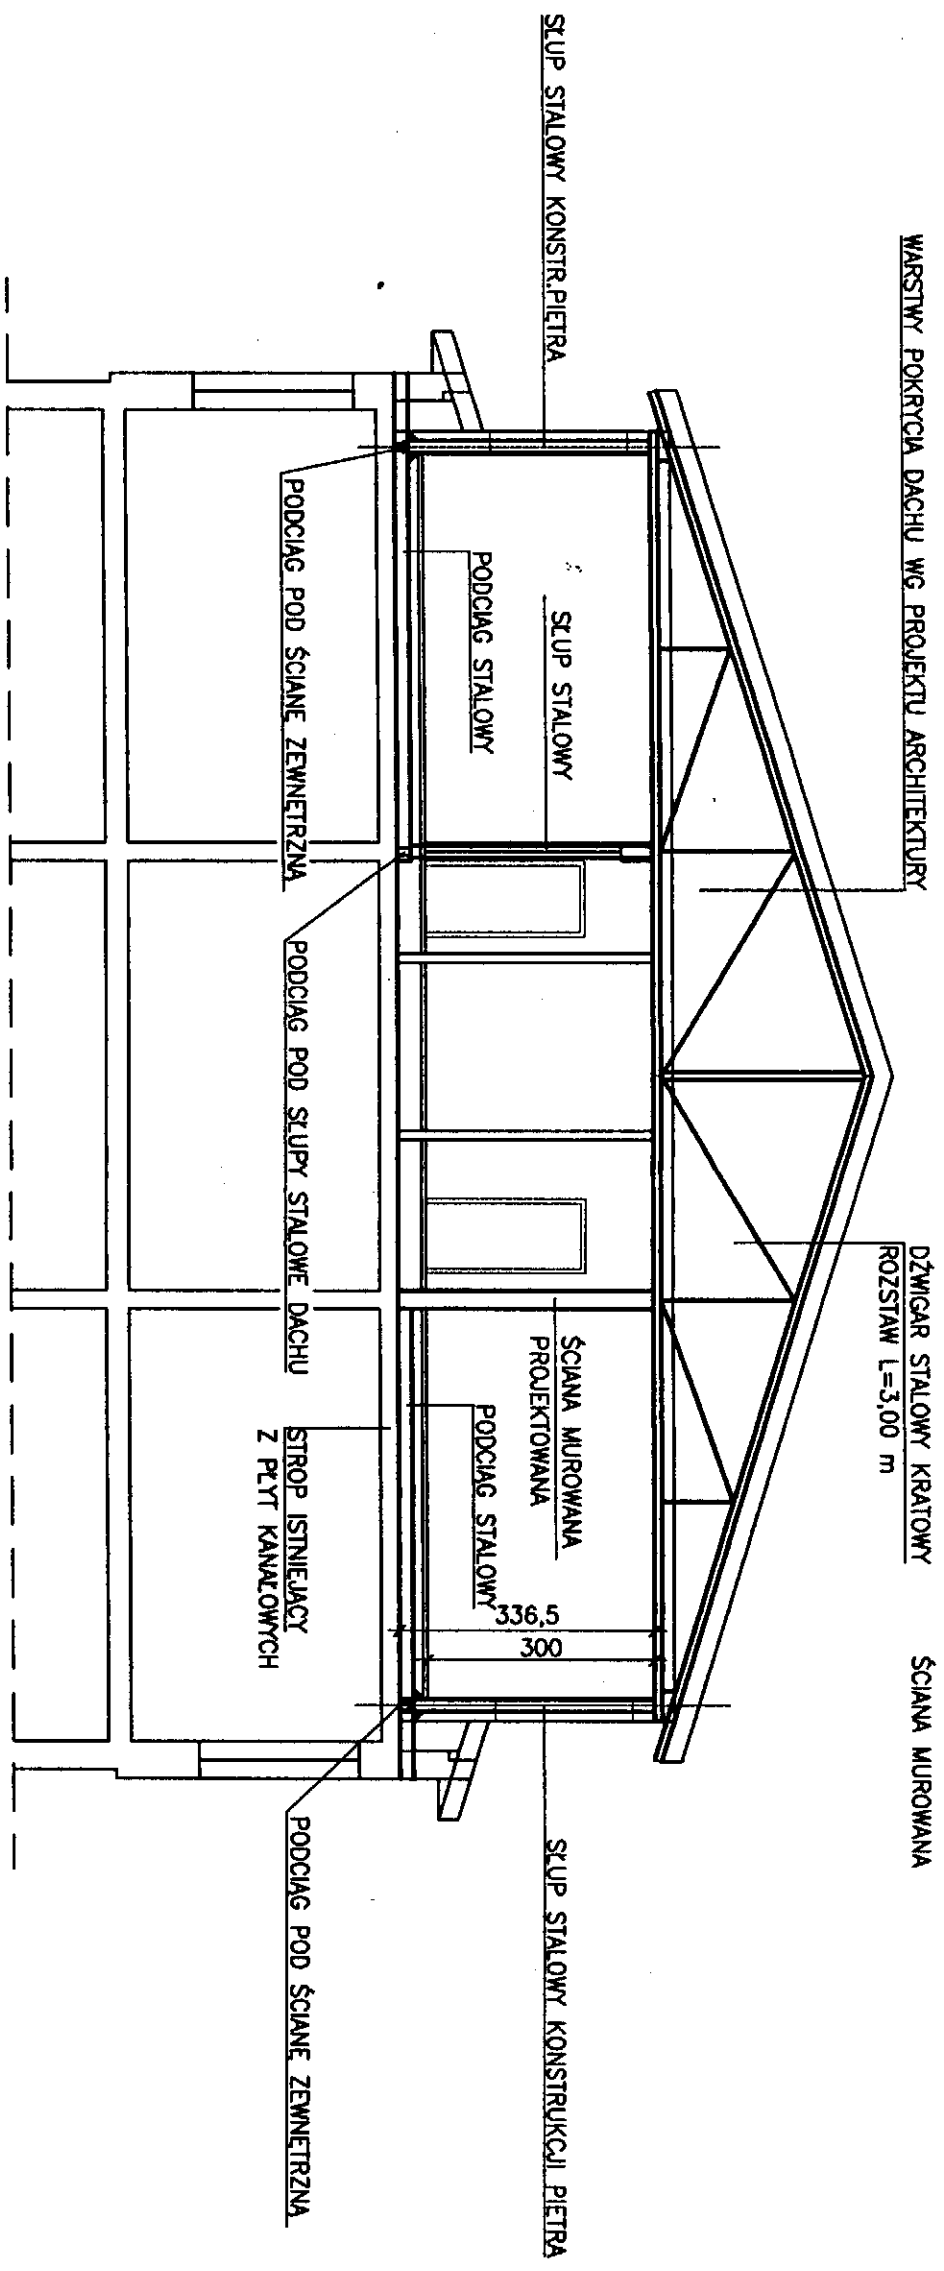 WARSTWY POKRYCIA DACHU WG PROJEKTU ARCHITEKTURY
DŹWIGAR STALOWY KRATOWY
ROZSTAW L=3,00 m
ŚCIANA MUROWANA
SŁUP STALOWY KONSTR.PIĘTRA
SŁUP STALOWY
PODCIĄG STALOWY
ŚCIANA MUROWANA
PROJEKTOWANA
PODCIĄG STALOWY
336,5
300
SŁUP STALOWY KONSTRUKCJI PIĘTRA
PODCIĄG POD ŚCIANĘ ZEWNĘTRZNĄ
PODCIĄG POD SŁUPY STALOWE DACHU
STROP ISTNIEJĄCY
Z PŁYT KANAŁOWYCH
PODCIĄG POD ŚCIANĘ ZEWNĘTRZNĄ